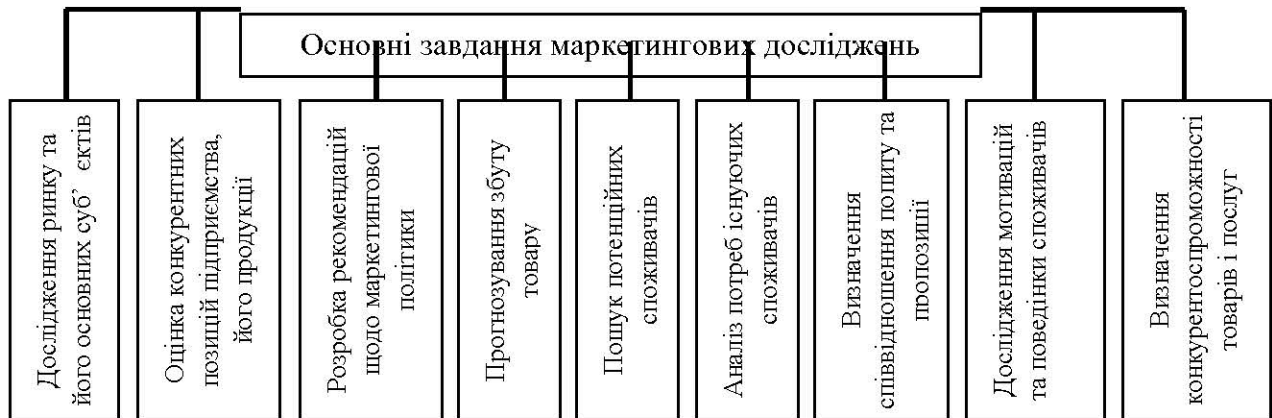 Основні завдання маркетингових досліджень
Дослідження ринку та
його основних суб’ єктів
Оцінка конкурентних
позицій підприємства,
його продукції
Розробка рекомендацій
щодо маркетингової
політики
Прогнозування збуту
товару
Пошук потенційних
споживачів
Аналіз потреб існуючих
споживачів
Визначення
співвідношення попиту та
пропозиції
Дослідження мотивацій
та поведінки споживачів
Визначення
конкурентоспроможності
товарів і послуг